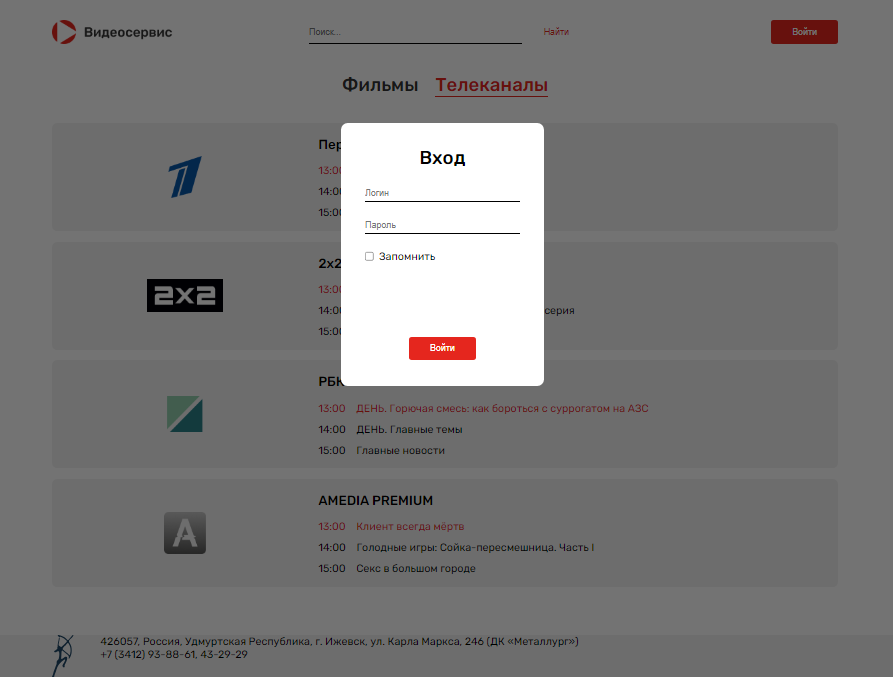 Видеосервис
Поиск...
Найти
Войти
Фильмы Телеканалы
13:00
14:00
15:00
2x2
2x2
13:00
14:00 серия
15:00
РБК
13:00 ДЕНЬ. Горючая смесь: как бороться с суррогатом на АЗС
14:00 ДЕНЬ. Главные темы
15:00 Главные новости
A
AMEDIA PREMIUM
13:00 Клиент всегда мёртв
14:00 Голодные игры: Сойка-пересмешница. Часть I
15:00 Секс в большом городе
Вход
Логин
Пароль
Запомнить
Войти
426057, Россия, Удмуртская Республика, г. Ижевск, ул. Карла Маркса, 246 (ДК «Металлург»)
+7 (3412) 93-88-61, 43-29-29